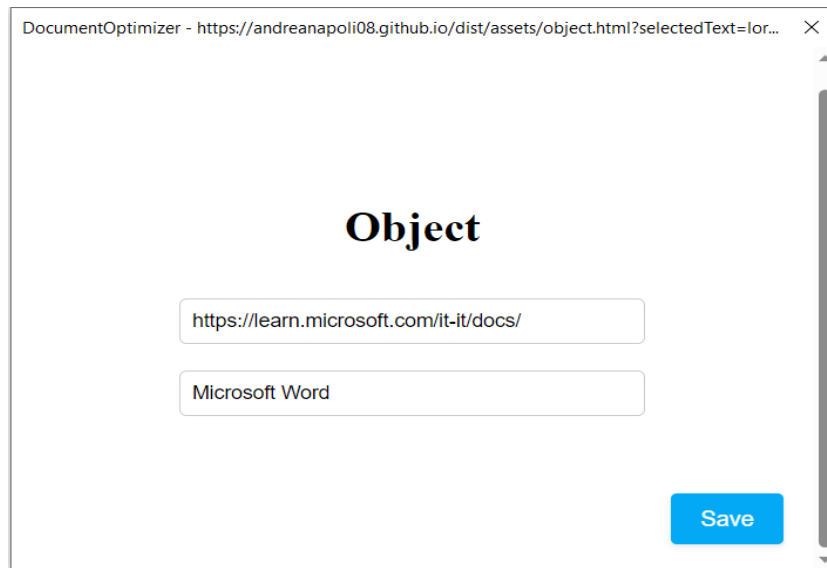 DocumentOptimizer - https://andreanapoli08.github.io/dist/assets/object.html?selectedText=lor...
Object
https://learn.microsoft.com/it-it/docs/
Microsoft Word
Save